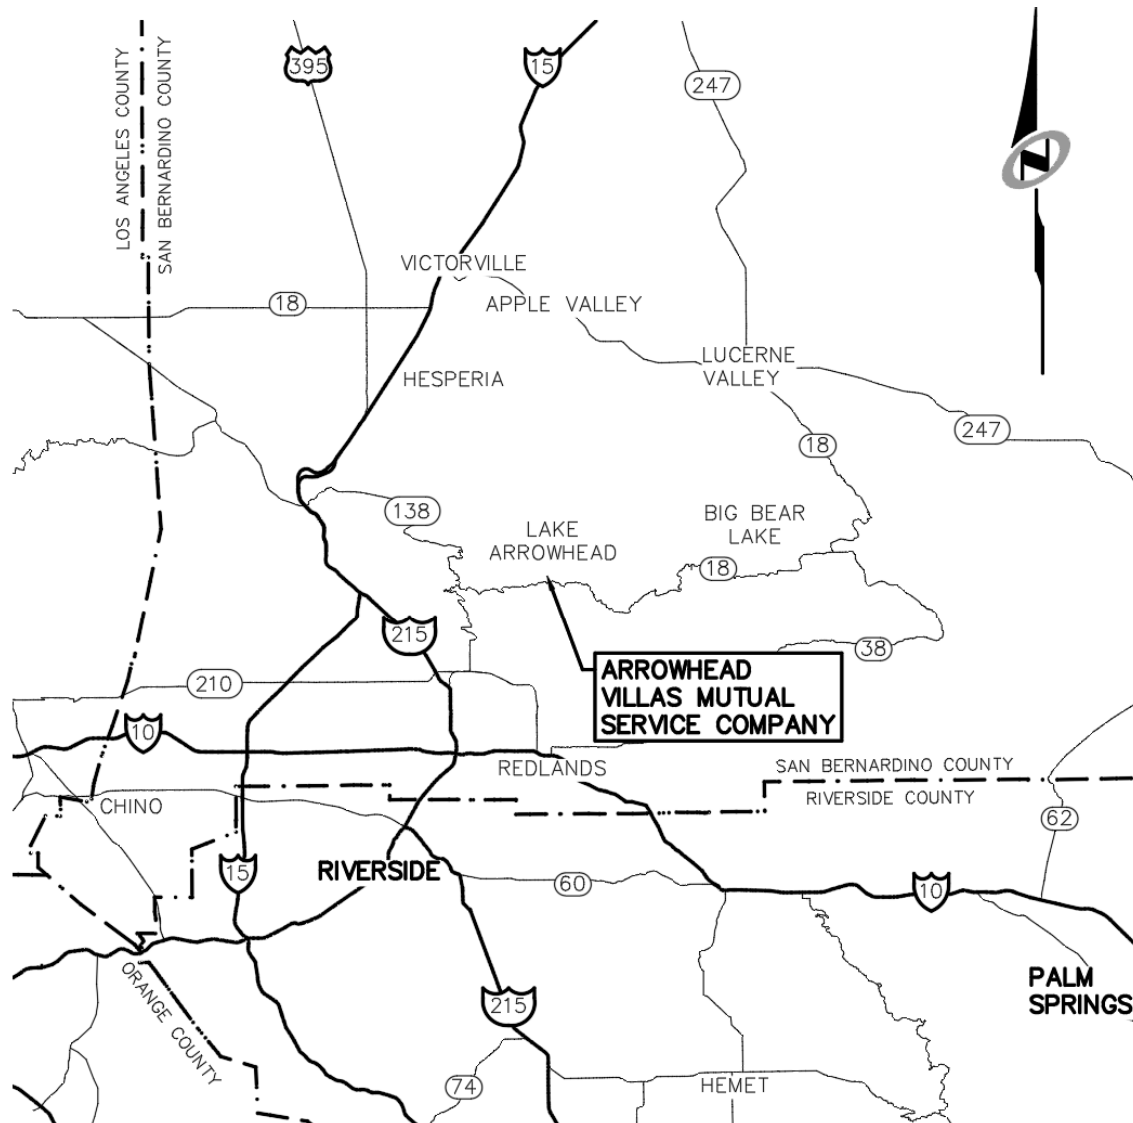 395
15
247
LOS ANGELES COUNTY
SAN BERNARDINO COUNTY
N
VICTORVILLE
18
APPLE VALLEY
LUCERNE
VALLEY
HESPERIA
247
18
138
BIG BEAR
LAKE
LAKE
ARROWHEAD
18
215
38
210
ARROWHEAD
VILLAS MUTUAL
SERVICE COMPANY
10
REDLANDS
SAN BERNARDINO COUNTY
RIVERSIDE COUNTY
CHINO
62
15
RIVERSIDE
60
10
ORANGE COUNTY
PALM
SPRINGS
215
74
HEMET